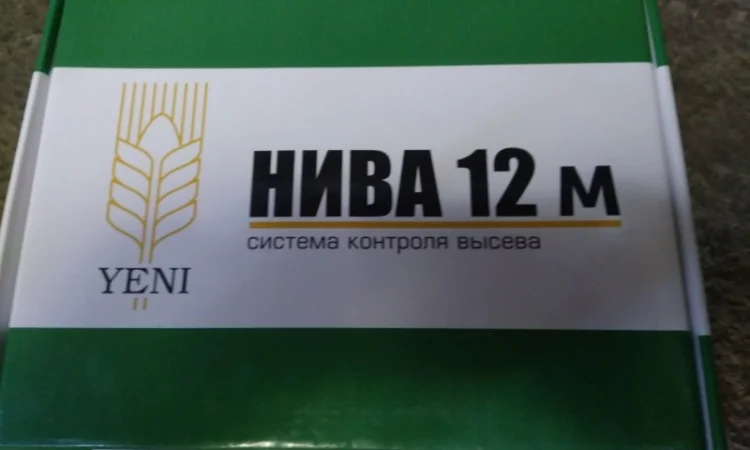 НИВА 12 м
система контроля высева
YENI